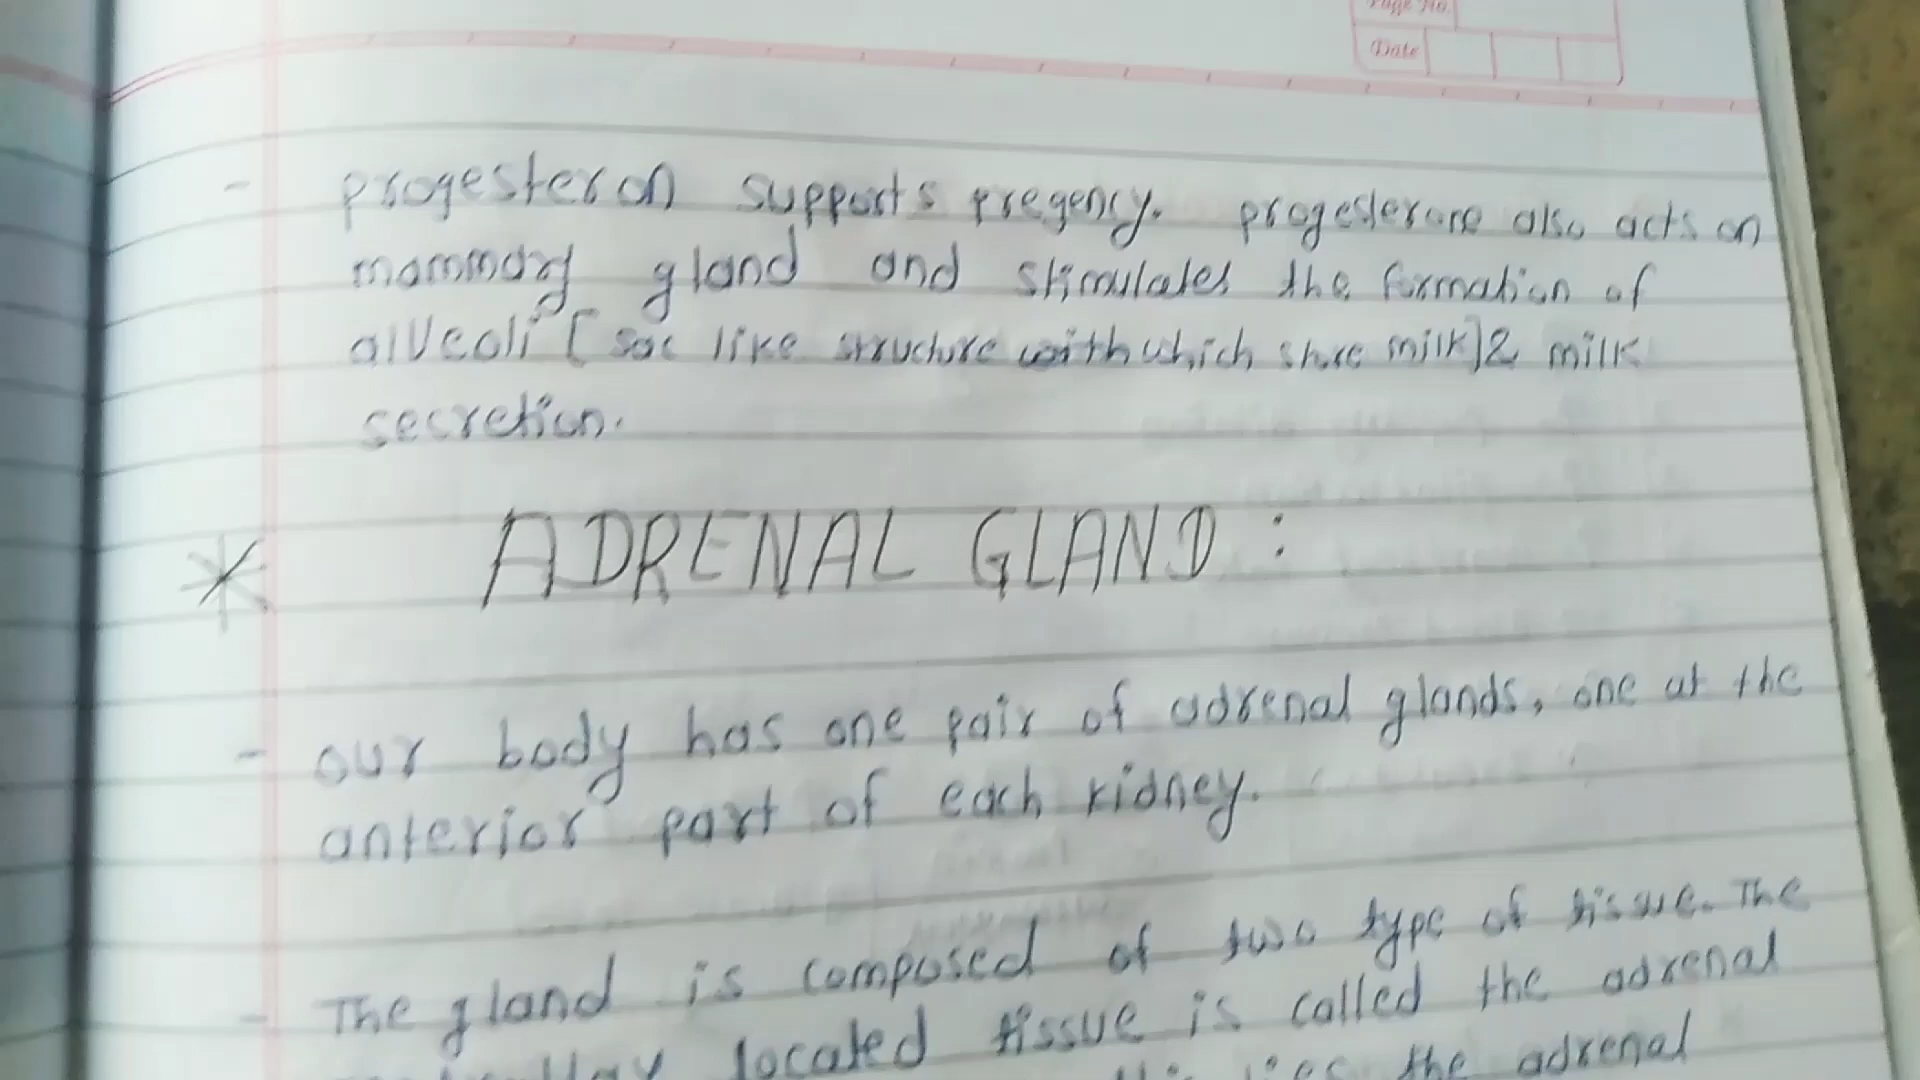 Page No.
Date
- progesteron supports pregency. progesterone also acts on
mammary gland and stimulates the formation of
alveoli [sac like structure with which store milk] & milk
secretion.
* ADRENAL GLAND :
- our body has one pair of adrenal glands, one at the
anterior part of each kidney.
- The gland is composed of two type of tissue. The
located tissue is called the adrenal
the adrenal